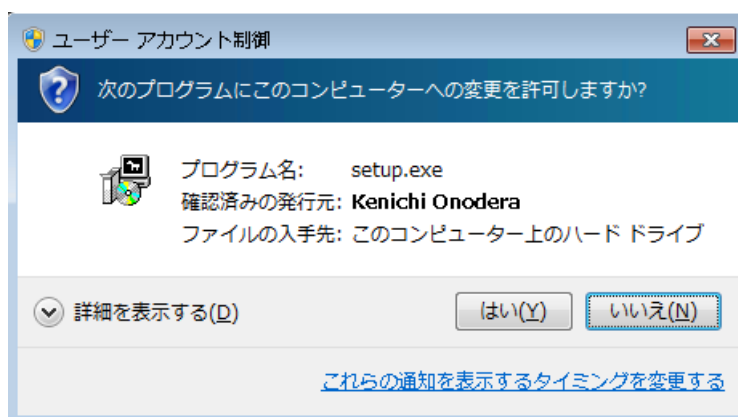 ユーザー アカウント制御
次のプログラムにこのコンピューターへの変更を許可しますか?
プログラム名: setup.exe
確認済みの発行元: Kenichi Onodera
ファイルの入手先: このコンピューター上のハード ドライブ
詳細を表示する(D) はい(Y) いいえ(N)
これらの通知を表示するタイミングを変更する